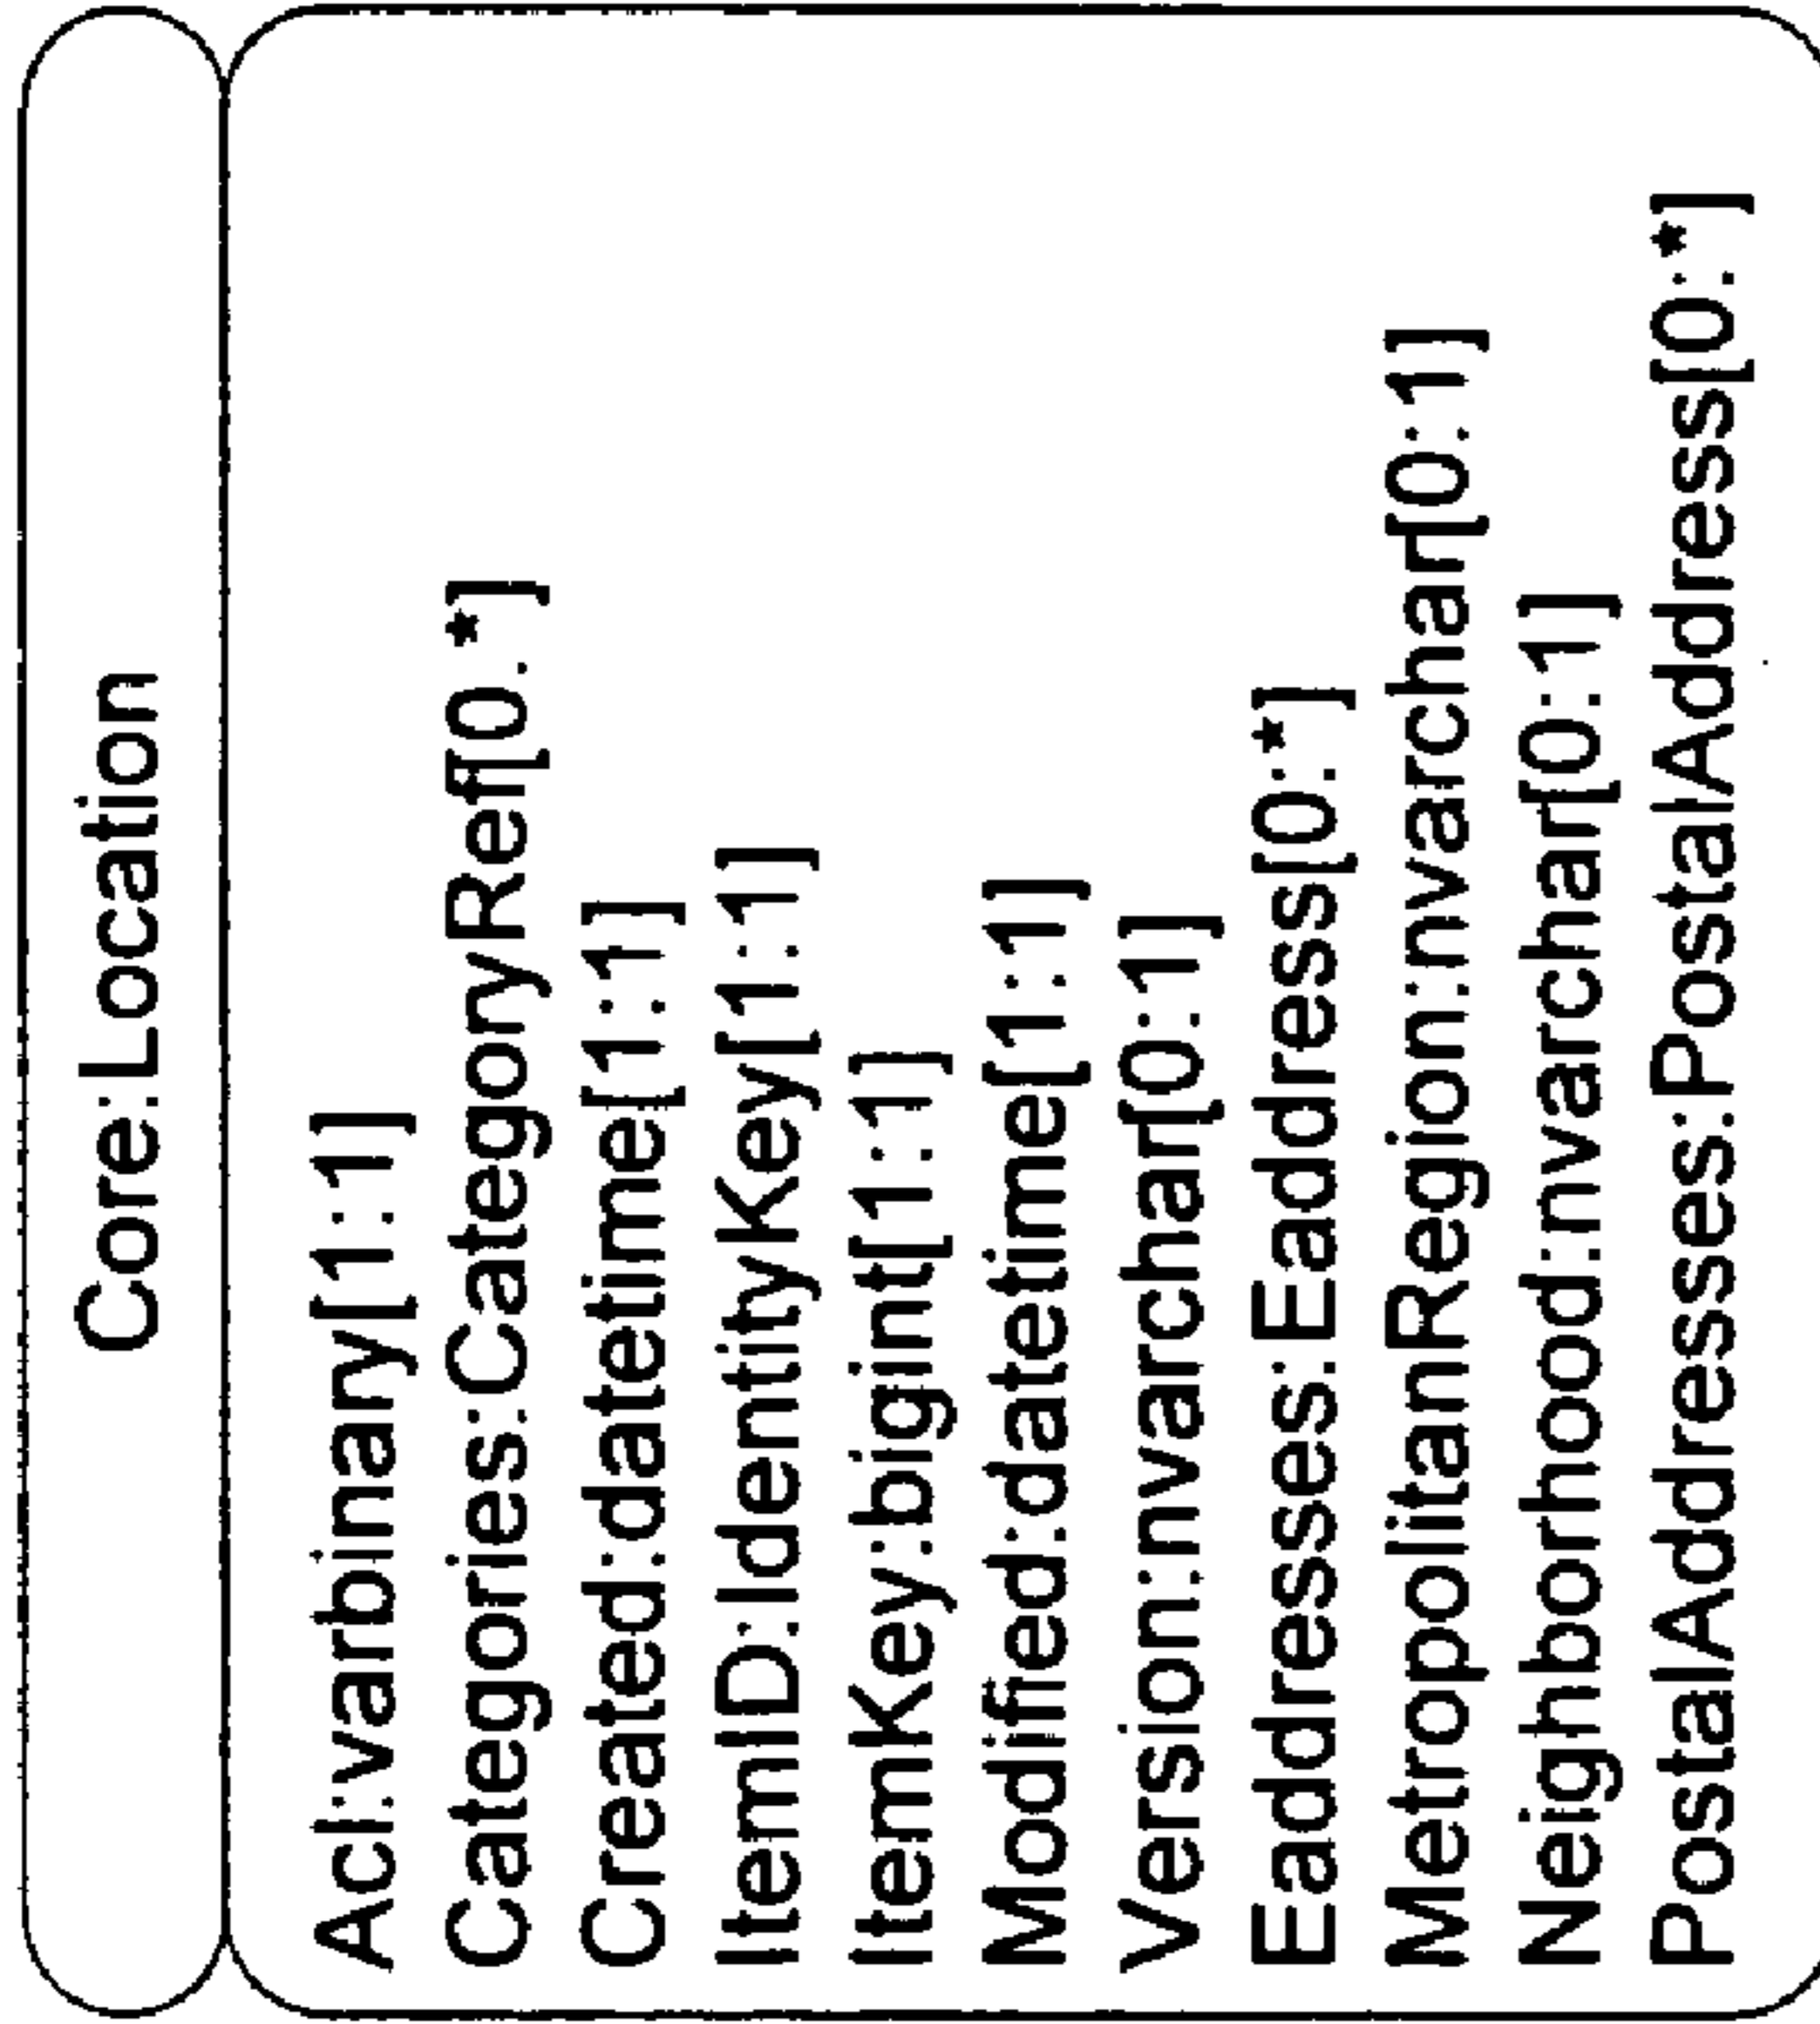 Core:Location
Acl:varbinary[1:1]
Categories:CategoryRef[0.*]
Created:datetime[1:1]
ItemID:IdentityKey[1:1]
ItemKey:bigint[1:1]
Modified:datetime[1:1]
Version:nvarchar[0:1]
Eaddresses:Eaddress[0:*]
MetropolitanRegion:nvarchar[0:1]
Neighborhood:nvarchar[0:1]
PostalAddresses:PostalAddress[0:*]